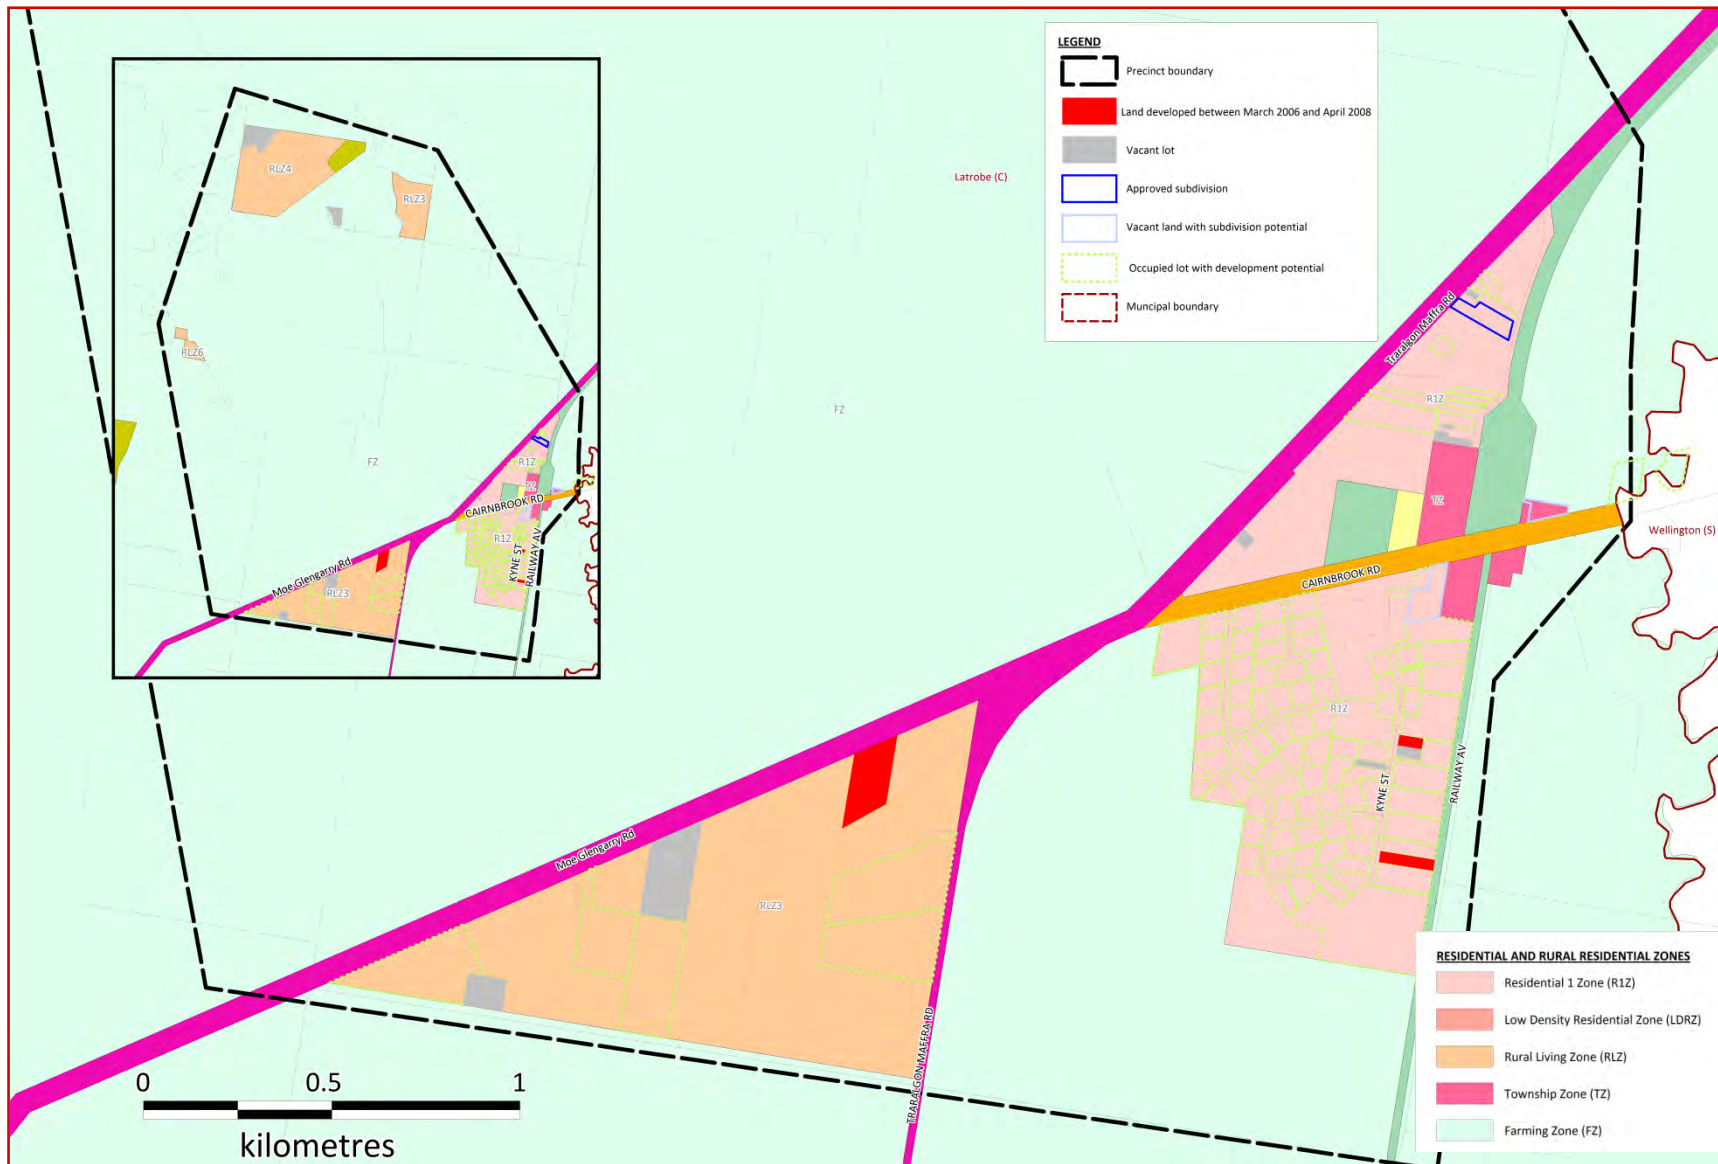 LEGEND
Precinct boundary
Land developed between March 2006 and April 2008
Vacant lot
Approved subdivision
Vacant land with subdivision potential
Occupied lot with development potential
Muncipal boundary
Latrobe (C)
RLZ4
RLZ3
RLZ6
FZ
R1Z
TZ
CAIRNBROOK RD
R1Z
KYNE ST
RAILWAY AV
Moe Glengarry Rd
RLZ3
FZ
Traralgon Maffra Rd
R1Z
TZ
Wellington (S)
CAIRNBROOK RD
R1Z
KYNE ST
RAILWAY AV
Moe Glengarry Rd
RLZ3
TRARALGON MAFFRA RD
RESIDENTIAL AND RURAL RESIDENTIAL ZONES
Residential 1 Zone (R1Z)
Low Density Residential Zone (LDRZ)
Rural Living Zone (RLZ)
Township Zone (TZ)
Farming Zone (FZ)
0 0.5 1
kilometres